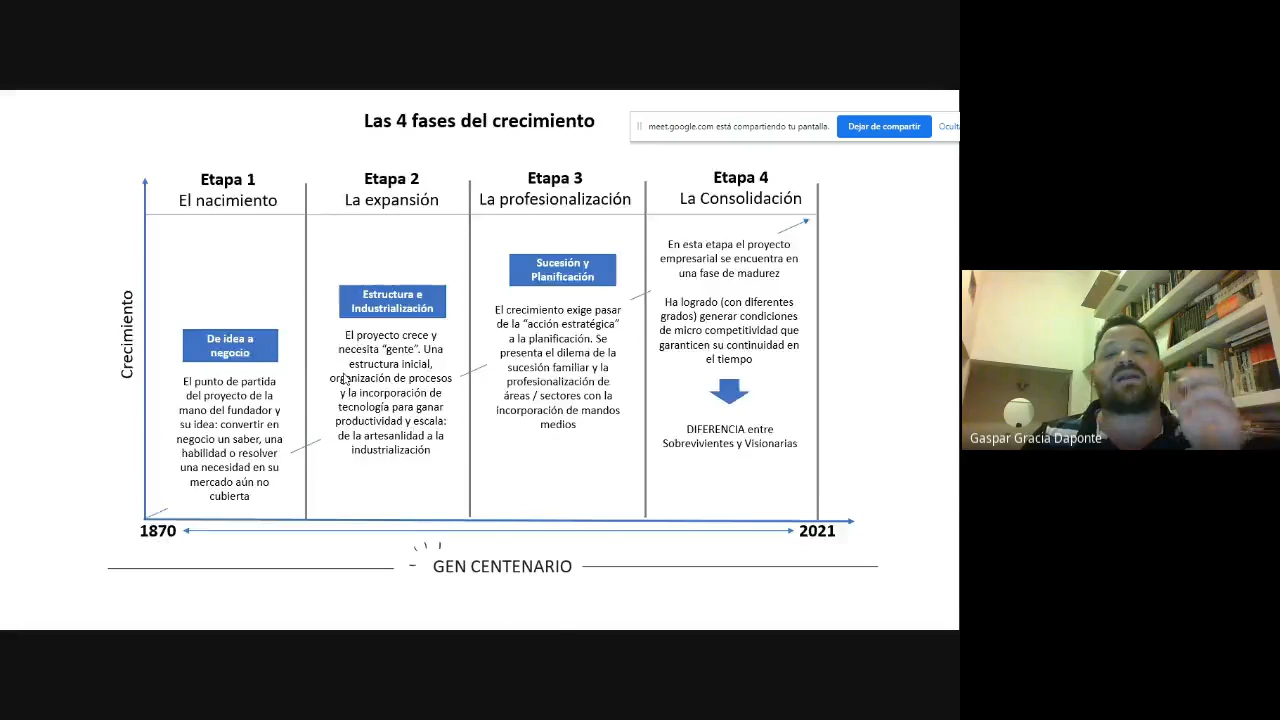 Las 4 fases del crecimiento
meet.google.com está compartiendo tu pantalla.
Dejar de compartir
Oculta
Etapa 1
El nacimiento
Etapa 2
La expansión
Etapa 3
La profesionalización
Etapa 4
La Consolidación
Crecimiento
De idea a
negocio
El punto de partida
del proyecto de la
mano del fundador y
su idea: convertir en
negocio un saber, una
habilidad o resolver
una necesidad en su
mercado aún no
cubierta
Estructura e
Industrialización
El proyecto crece y
necesita “gente”. Una
estructura inicial,
organización de procesos
y la incorporación de
tecnología para ganar
productividad y escala:
de la artesanlidad a la
industrialización
Sucesión y
Planificación
El crecimiento exige pasar
de la “acción estratégica”
a la planificación. Se
presenta el dilema de la
sucesión familiar y la
profesionalización de
áreas / sectores con la
incorporación de mandos
medios
En esta etapa el proyecto
empresarial se encuentra en
una fase de madurez
Ha logrado (con diferentes
grados) generar condiciones
de micro competitividad que
garanticen su continuidad en
el tiempo
DIFERENCIA entre
Sobrevivientes y Visionarias
1870
2021
GEN CENTENARIO
Gaspar Gracia Daponte